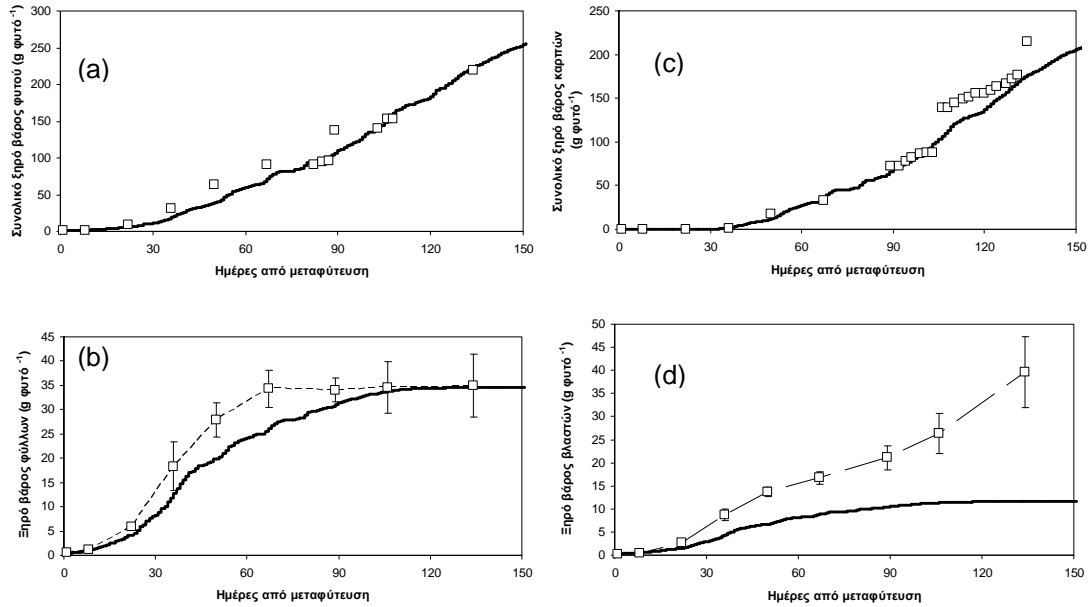 Συνολικό ξηρό βάρος φυτού (g φυτό -1)
300
250
200
150
100
50
0
(a)
0 30 60 90 120 150
Ημέρες από μεταφύτευση
Συνολικό ξηρό βάρος καρπών
(g φυτό -1)
250
200
150
100
50
0
(c)
0 30 60 90 120 150
Ημέρες από μεταφύτευση
Ξηρό βάρος φύλλων (g φυτό -1)
45
40
35
30
25
20
15
10
5
0
(b)
0 30 60 90 120 150
Ημέρες από μεταφύτευση
Ξηρό βάρος βλαστών (g φυτό -1)
50
45
40
35
30
25
20
15
10
5
0
(d)
0 30 60 90 120 150
Ημέρες από μεταφύτευση